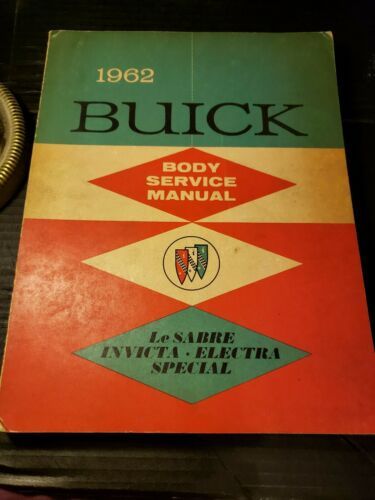 1962
BUICK
BODY
SERVICE
MANUAL
Le SABRE
INVICTA · ELECTRA
SPECIAL